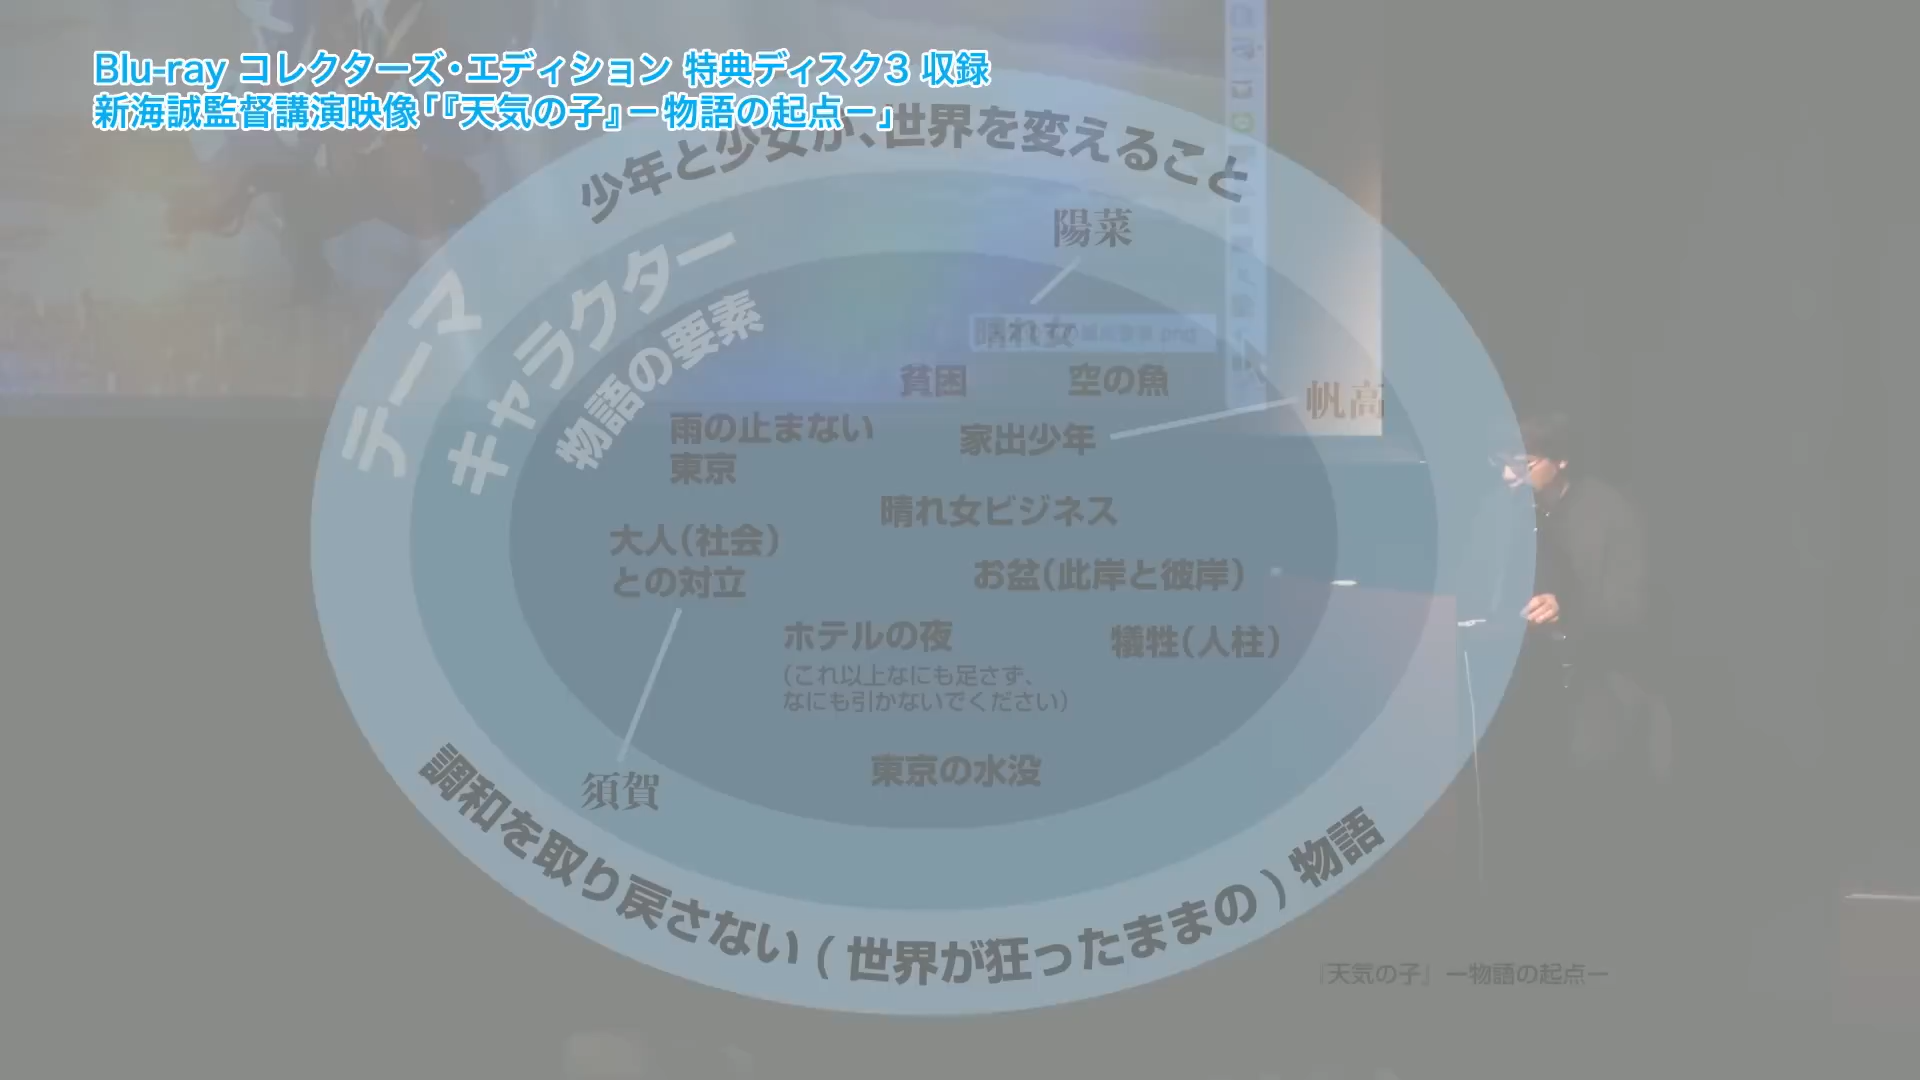 Blu-ray コレクターズ・エディション 特典ディスク3 収録
新海誠監督講演映像「『天気の子』－物語の起点－」
少年と少女が、世界を変えること
テーマ
キャラクター
物語の要素
陽菜
晴れ女
貧困
空の魚
帆高
雨の止まない
東京
家出少年
晴れ女ビジネス
大人(社会)
との対立
お盆(此岸と彼岸)
ホテルの夜
(これ以上なにも足さず、
なにも引かないでください)
犠牲(人柱)
東京の水没
須賀
調和を取り戻さない(世界が狂ったままの)物語
『天気の子』 ー物語の起点ー